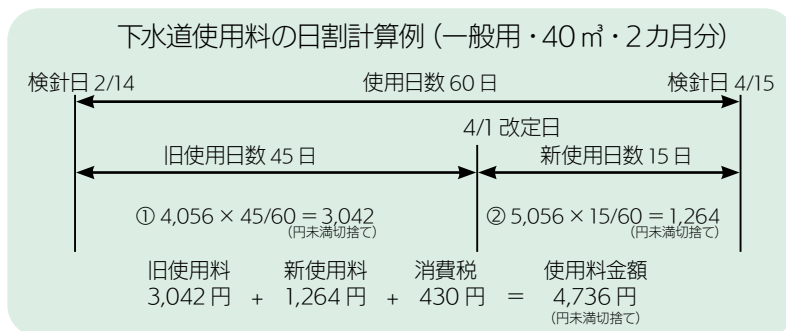 下水道使用料の日割計算例（一般用・40㎥・2カ月分）
検針日 2/14 使用日数 60 日 検針日 4/15
4/1 改定日
旧使用日数 45 日 新使用日数 15 日
① 4,056 × 45/60 ＝ 3,042 ② 5,056 × 15/60 ＝ 1,264
（円未満切捨て） （円未満切捨て）
旧使用料 新使用料 消費税 使用料金額
3,042 円 + 1,264 円 + 430 円 ＝ 4,736 円
（円未満切捨て）